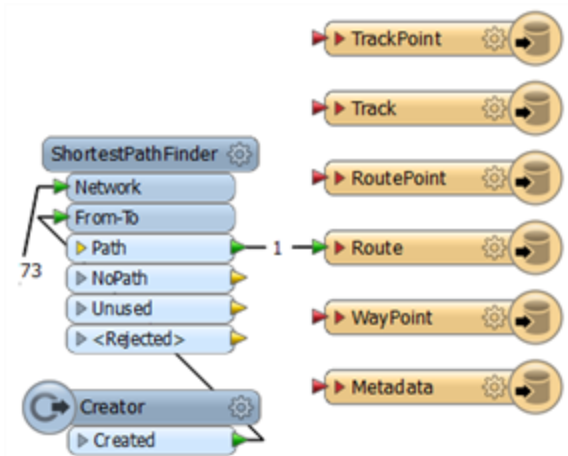 TrackPoint
Track
ShortestPathFinder
Network
RoutePoint
From-To
Path
1
Route
73
NoPath
Unused
WayPoint
<Rejected>
Creator
Metadata
Created